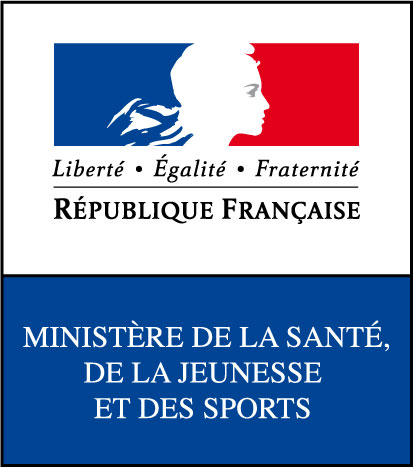 Liberté • Égalité • Fraternité
RÉPUBLIQUE FRANÇAISE
MINISTÈRE DE LA SANTÉ,
DE LA JEUNESSE
ET DES SPORTS